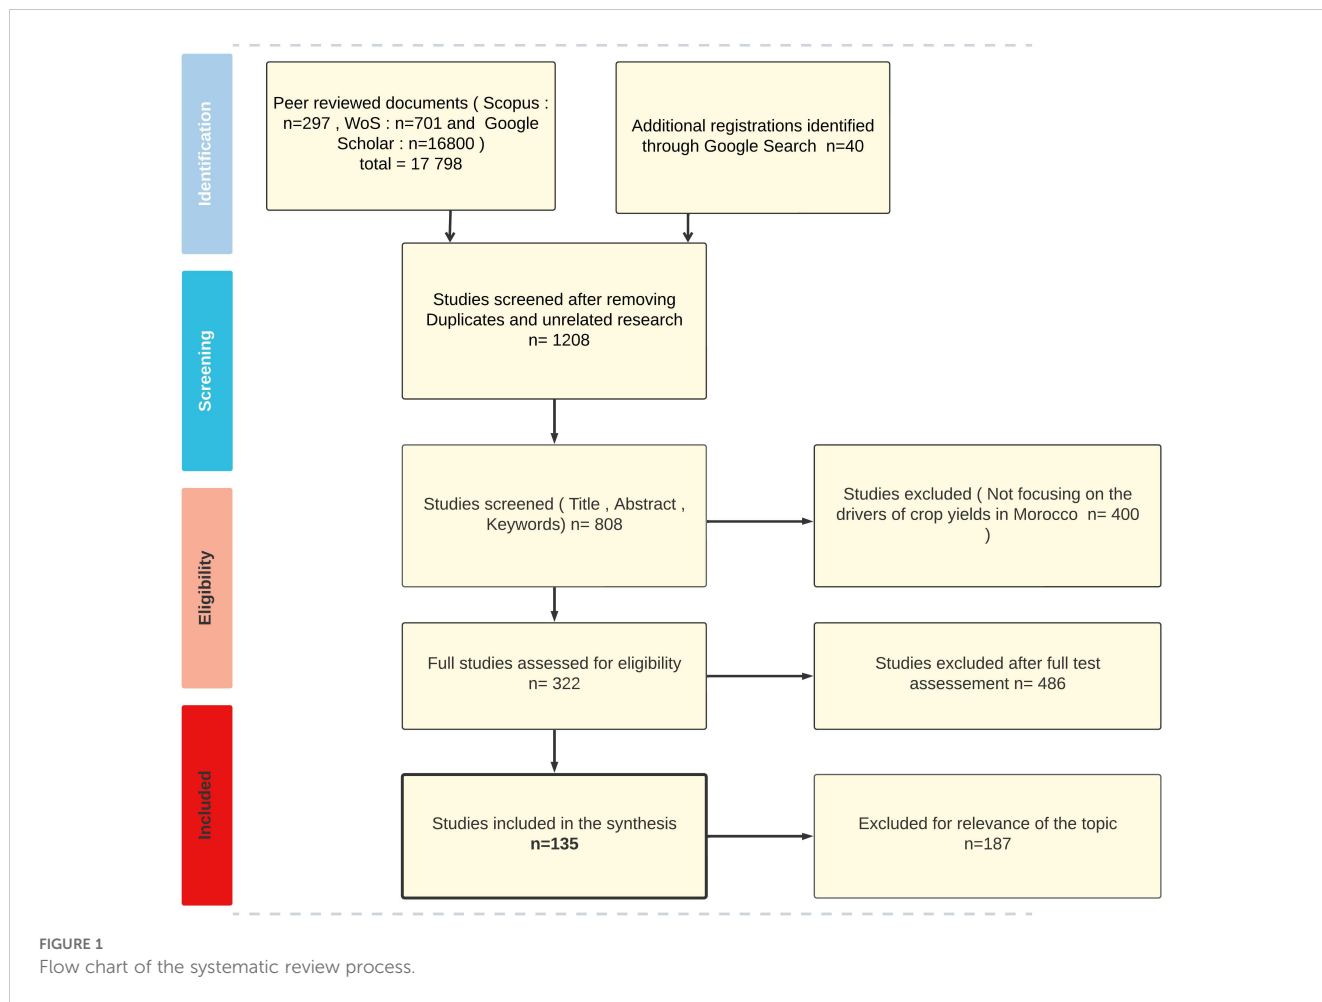 Identification
Peer reviewed documents ( Scopus :
n=297 , WoS : n=701 and  Google
Scholar : n=16800 )
total = 17 798
Additional registrations identified
through Google Search  n=40
Screening
Studies screened after removing
Duplicates and unrelated research
n= 1208
Studies screened ( Title , Abstract ,
Keywords) n= 808
Studies excluded ( Not focusing on the
drivers of crop yields in Morocco  n= 400
)
Eligibility
Full studies assessed for eligibility
n= 322
Studies excluded after full test
assessement n= 486
Included
Studies included in the synthesis
n=135
Excluded for relevance of the topic
n=187
FIGURE 1
Flow chart of the systematic review process.